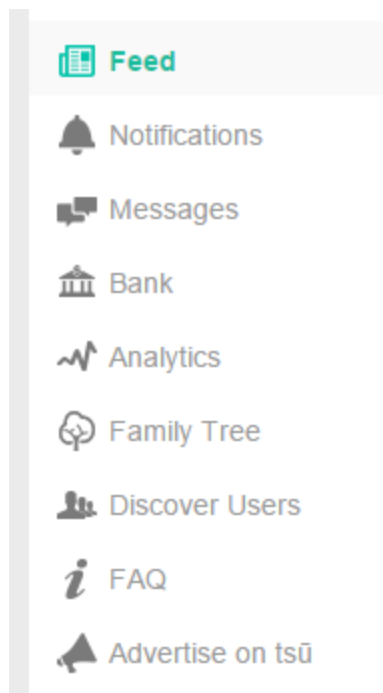 Feed
Notifications
Messages
Bank
Analytics
Family Tree
Discover Users
FAQ
Advertise on tsū